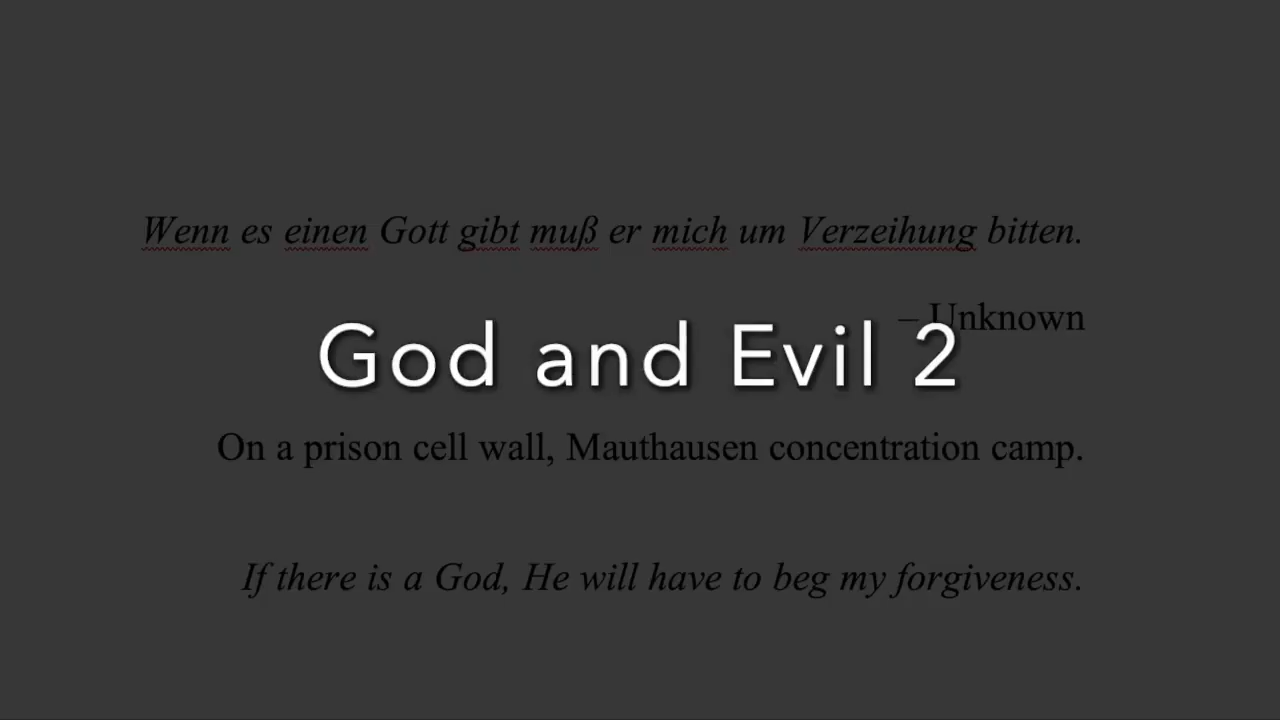 Wenn es einen Gott gibt muß er mich um Verzeihung bitten.
– Unknown
God and Evil 2
On a prison cell wall, Mauthausen concentration camp.
If there is a God, He will have to beg my forgiveness.